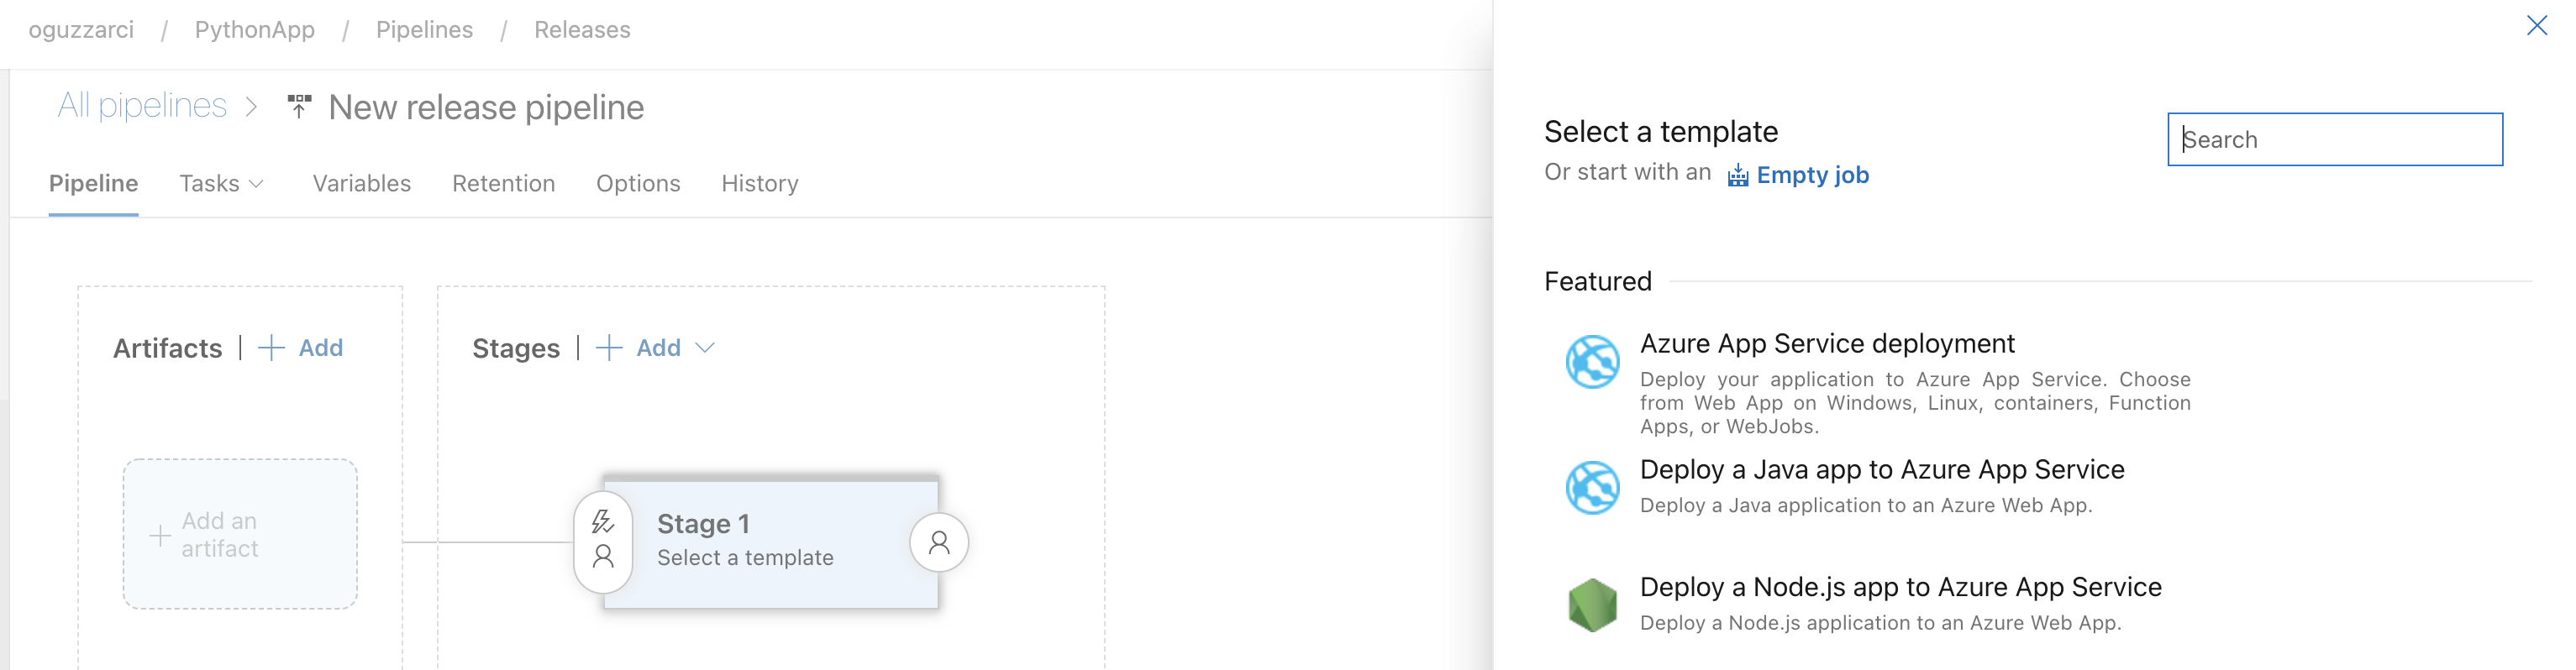 oguzzarci / PythonApp / Pipelines / Releases
All pipelines > New release pipeline
Pipeline Tasks Variables Retention Options History
Artifacts | + Add
Stages | + Add
+ Add an
artifact
Stage 1
Select a template
Select a template
Or start with an Empty job
Search
Featured
Azure App Service deployment
Deploy your application to Azure App Service. Choose
from Web App on Windows, Linux, containers, Function
Apps, or WebJobs.
Deploy a Java app to Azure App Service
Deploy a Java application to an Azure Web App.
Deploy a Node.js app to Azure App Service
Deploy a Node.js application to an Azure Web App.